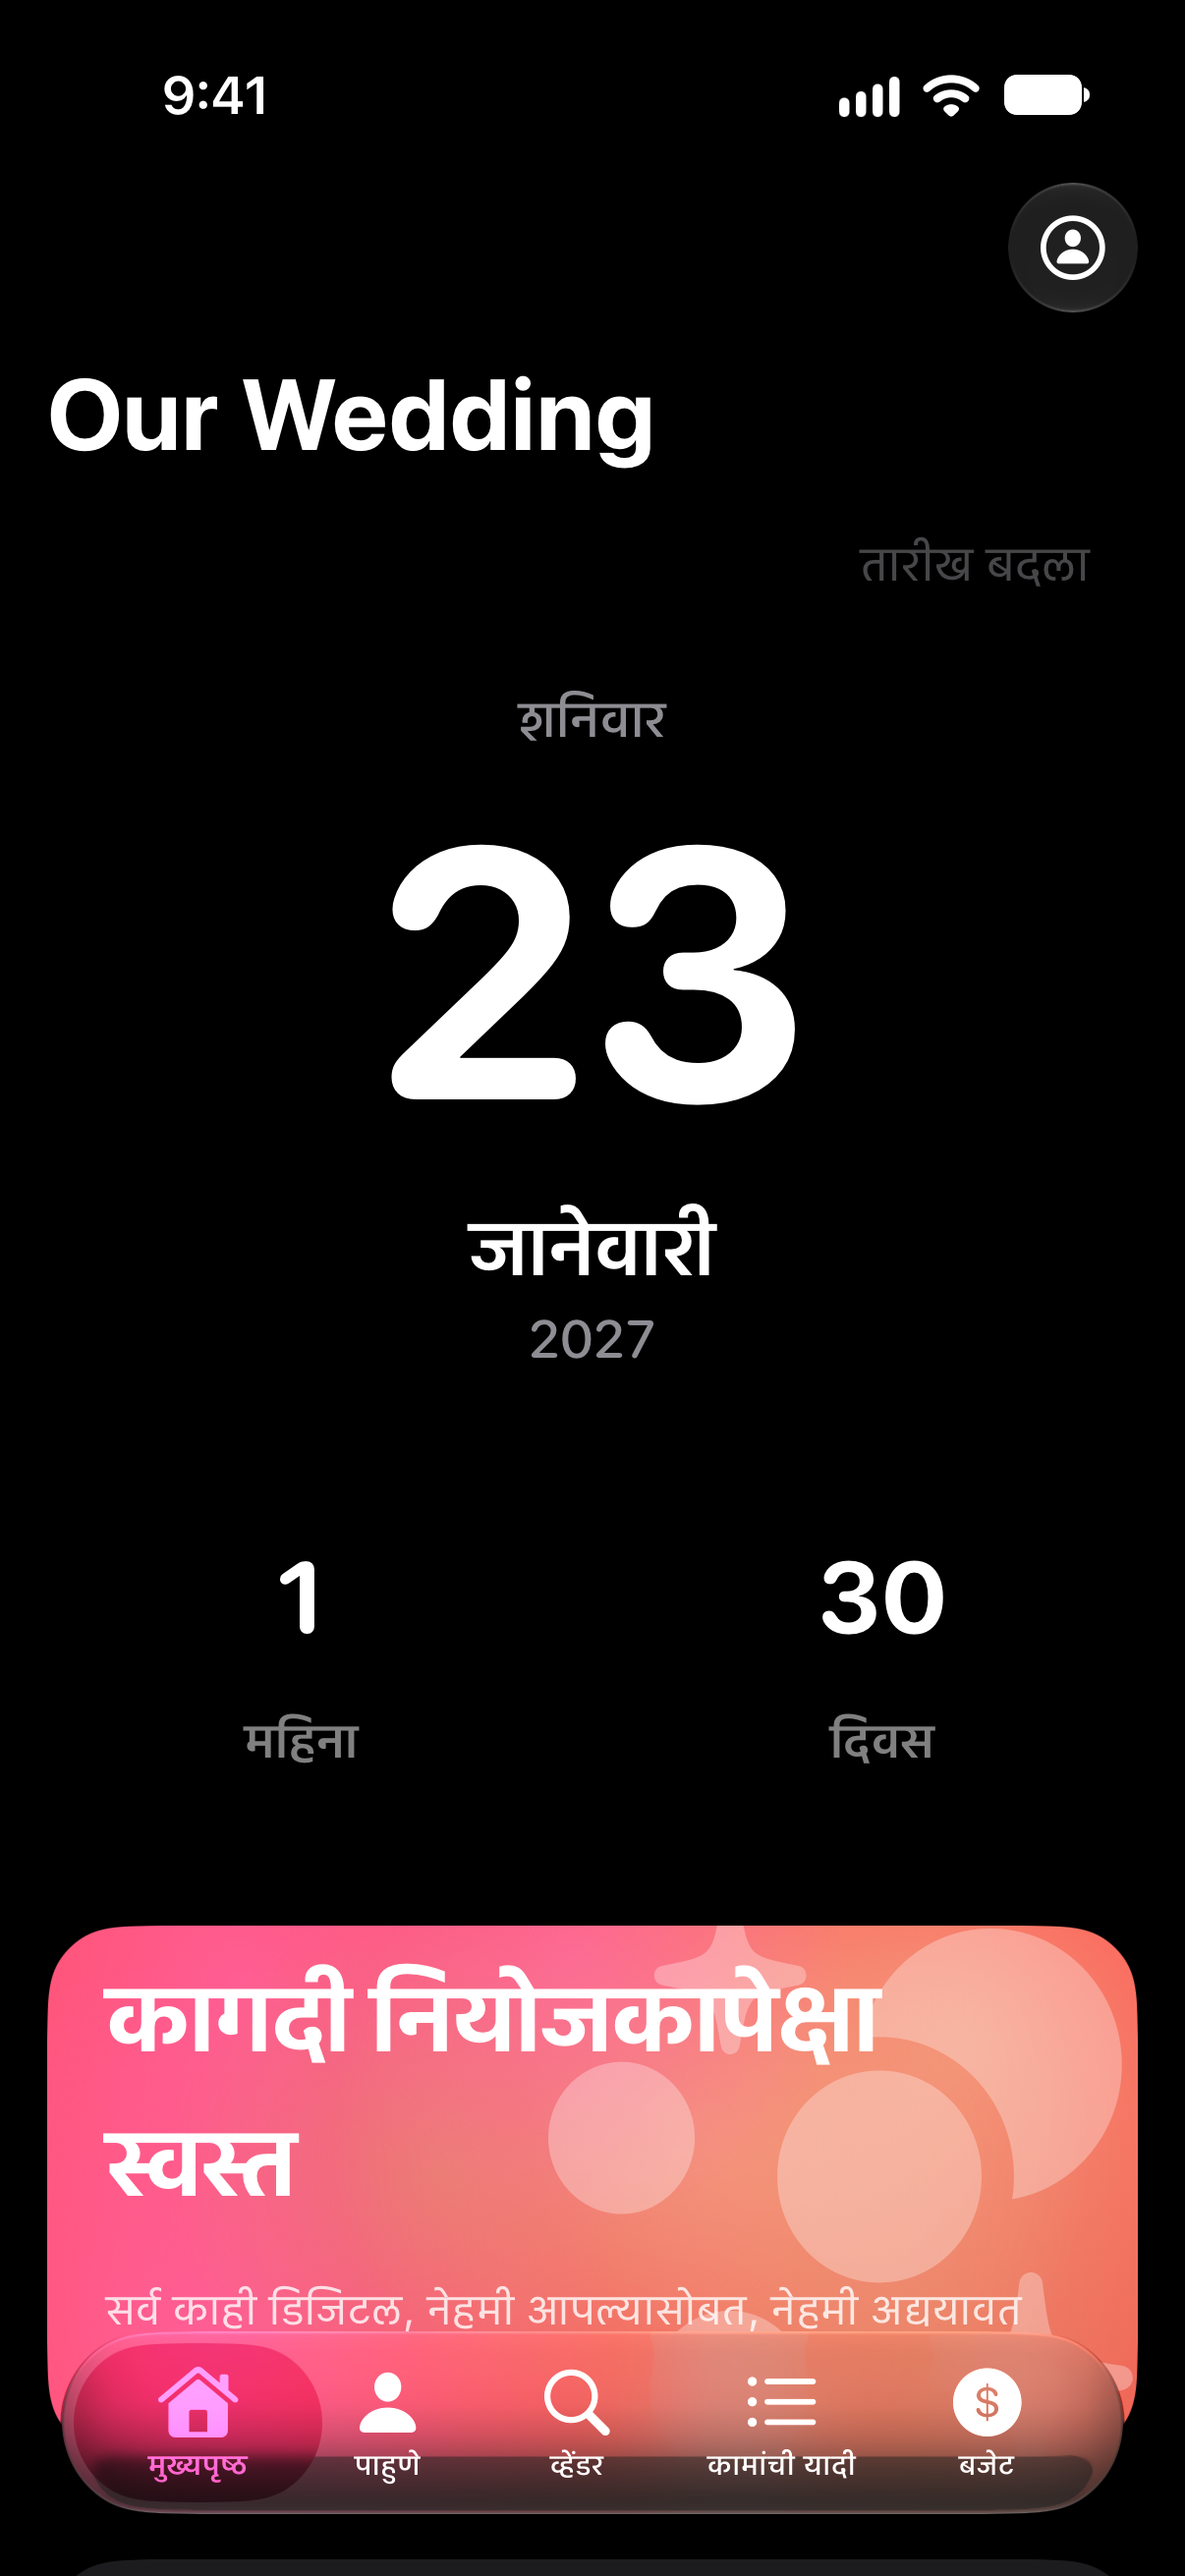 9:41
Our Wedding
तारीख बदला
शनिवार
23
जानेवारी
2027
1 30
महिना दिवस
कागदी नियोजकापेक्षा
स्वस्त
सर्व काही डिजिटल, नेहमी आपल्यासोबत, नेहमी अद्ययावत
मुख्यपृष्ठ पाहुणे व्हेंडर कामांची यादी बजेट